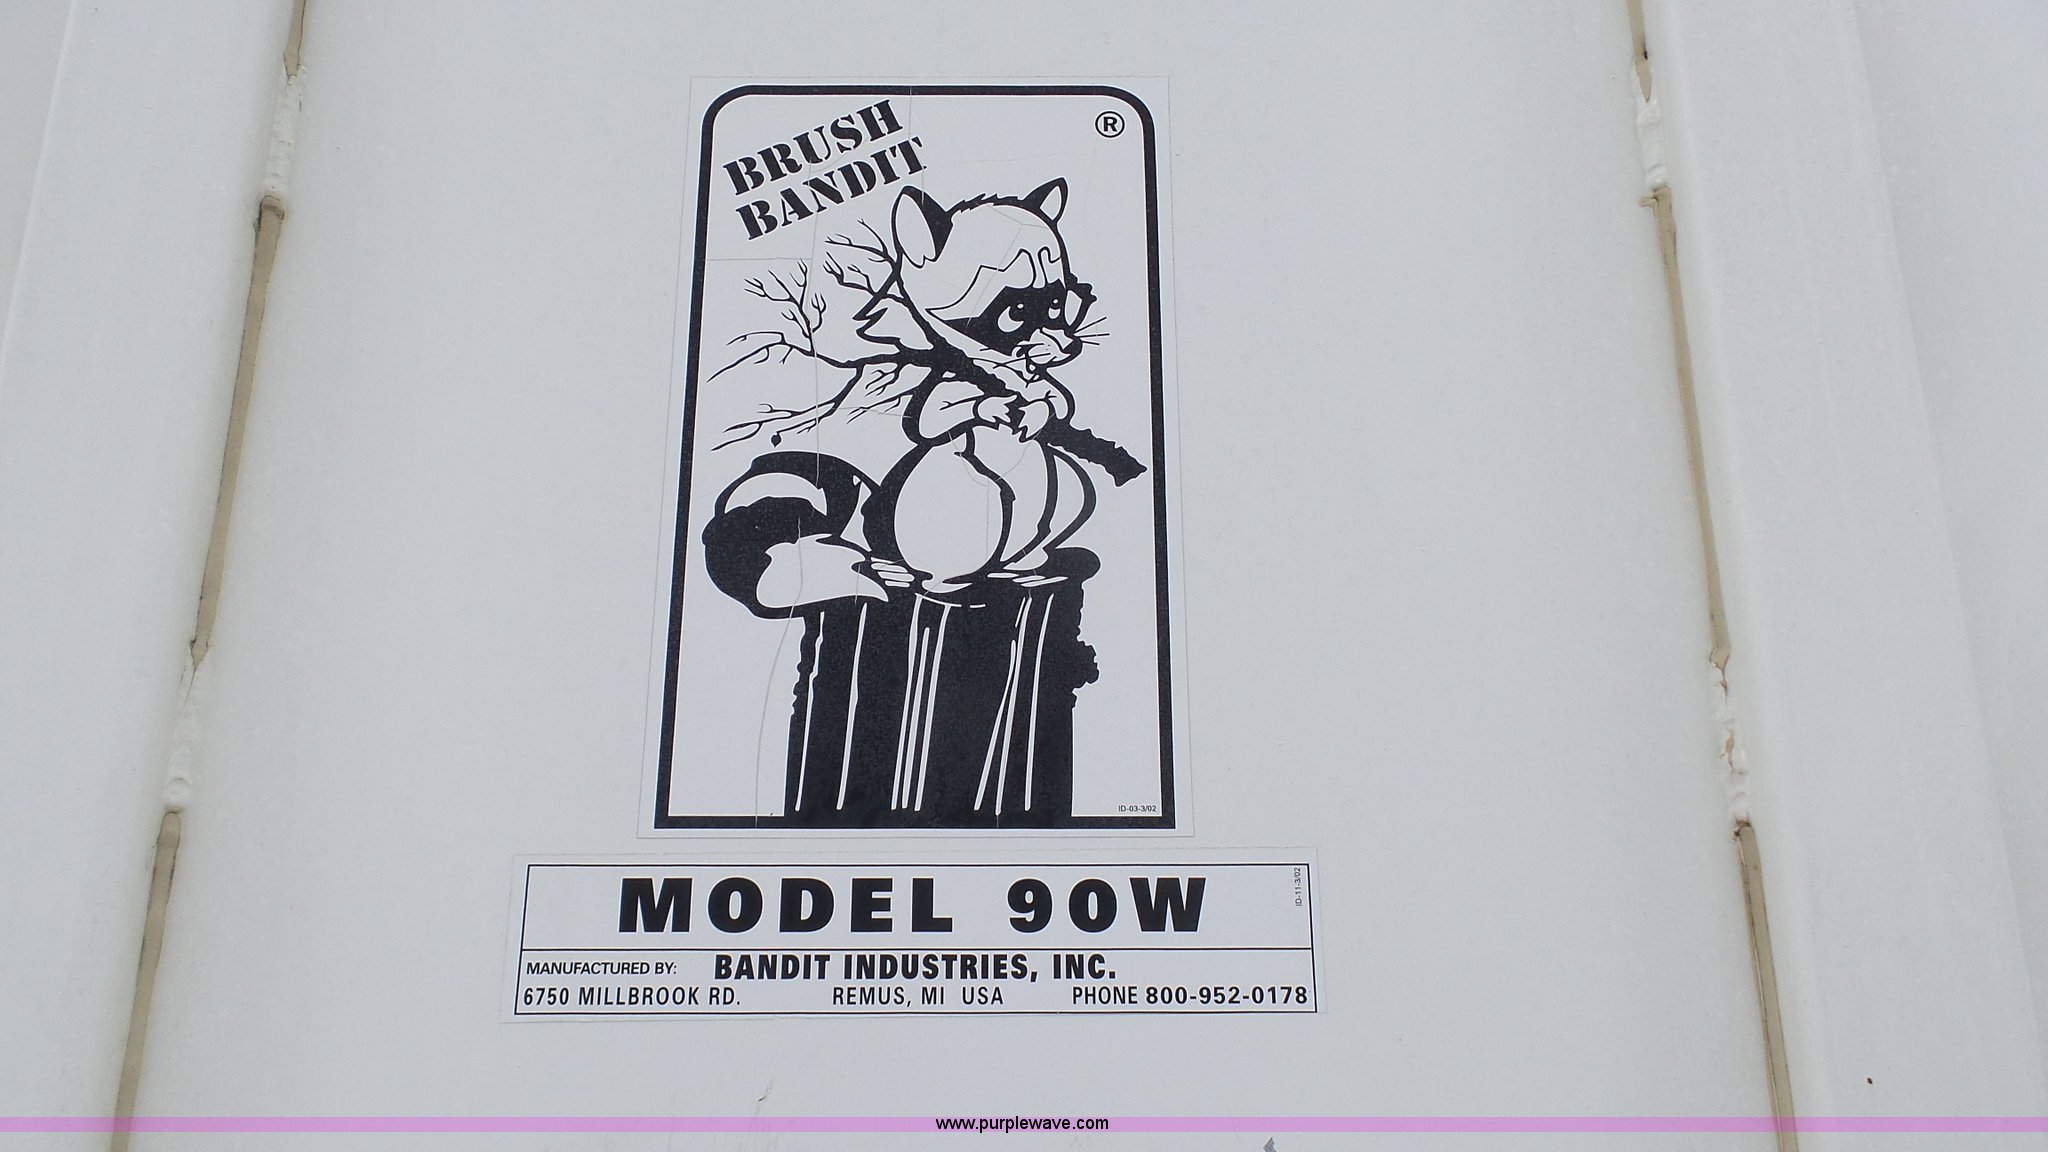 BRUSH
BANDIT
®
ID-03-3/02
MODEL 90W
ID-11-3/02
MANUFACTURED BY: BANDIT INDUSTRIES, INC.
6750 MILLBROOK RD. REMUS, MI USA PHONE 800-952-0178
www.purplewave.com